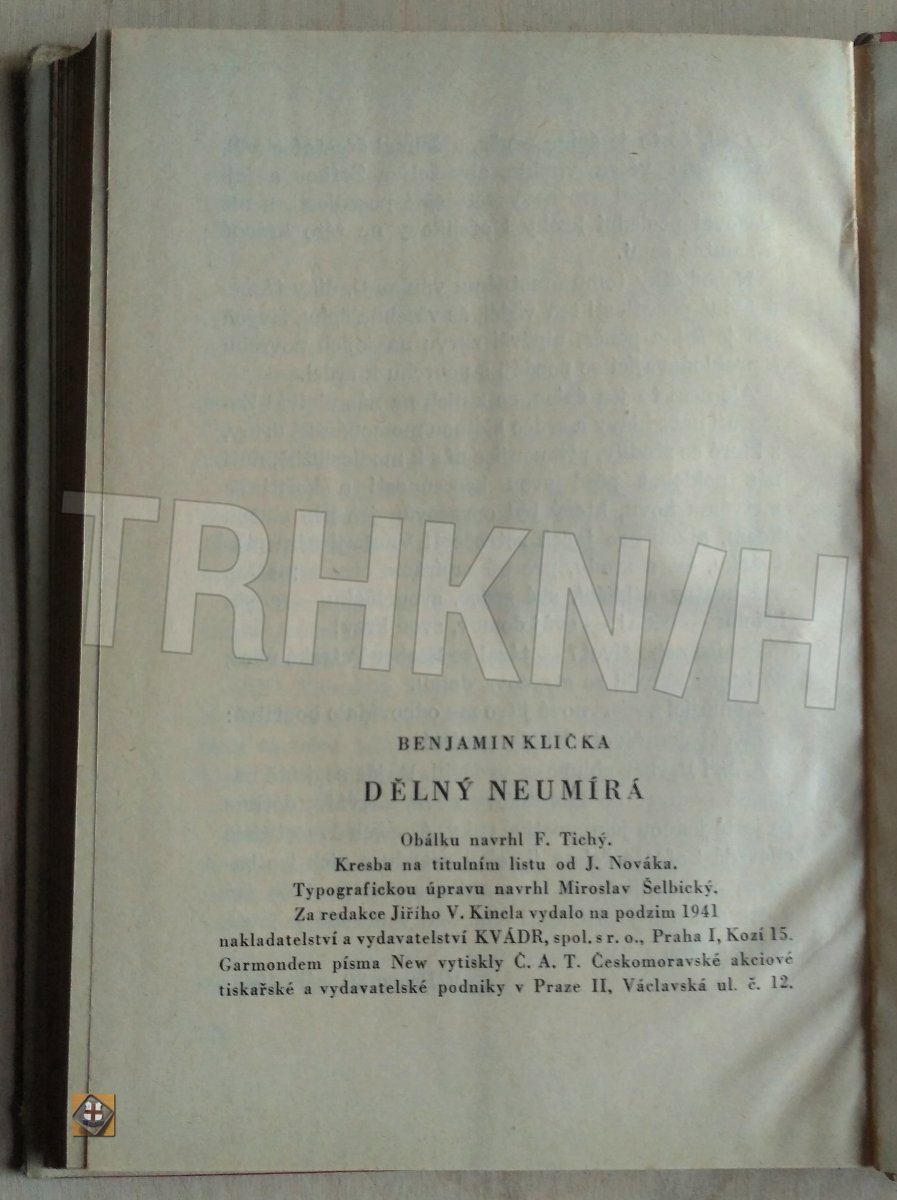 TRHKN/H
BENJAMIN KLIČKA
DĚLNÝ NEUMÍRÁ
Obálku navrhl F. Tichý.
Kresba na titulním listu od J. Nováka.
Typografickou úpravu navrhl Miroslav Šelbický.
Za redakce Jiřího V. Kincla vydalo na podzim 1941
nakladatelství a vydavatelství KVÁDR, spol. s r. o., Praha I, Kozí 15.
Garmondem písma New vytiskly Č. A. T. Českomoravské akciové
tiskařské a vydavatelské podniky v Praze II, Václavská ul. č. 12.